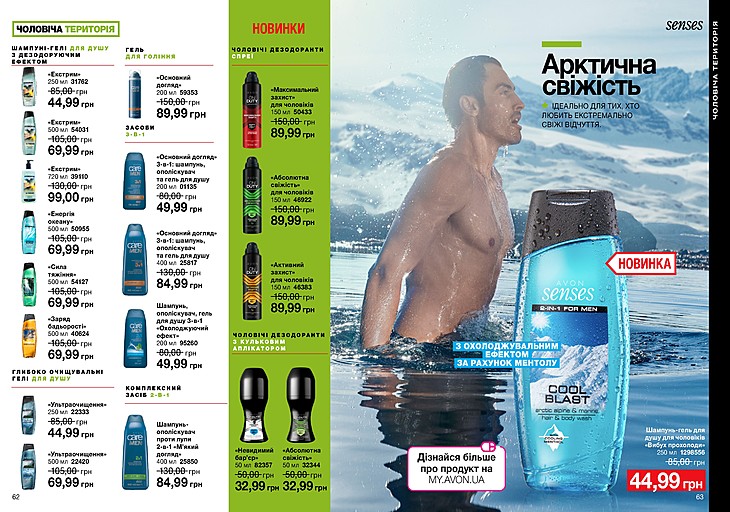 ЧОЛОВІЧА ТЕРИТОРІЯ
ШАМПУНІ-ГЕЛІ ДЛЯ ДУШУ
З ДЕЗОДОРУЮЧИМ
ЕФЕКТОМ
«Екстрим»
250 мл 31762
85,00 грн
44,99 грн
«Екстрим»
500 мл 54031
105,00 грн
69,99 грн
«Екстрим»
720 мл 39110
130,00 грн
99,00 грн
«Енергія
океану»
500 мл 50955
105,00 грн
69,99 грн
«Сила
тяжіння»
500 мл 54127
105,00 грн
69,99 грн
«Заряд
бадьорості»
500 мл 40624
105,00 грн
69,99 грн
ГЛИБОКО ОЧИЩУВАЛЬНІ
ГЕЛІ ДЛЯ ДУШУ
«Ультраочищення»
250 мл 22333
85,00 грн
44,99 грн
«Ультраочищення»
500 мл 22420
105,00 грн
69,99 грн
62
ГЕЛЬ
ДЛЯ ГОЛІННЯ
«Основний
догляд»
200 мл 59353
150,00 грн
89,99 грн
ЗАСОБИ
3-В-1
«Основний догляд»
3-в-1: шампунь,
ополіскувач
та гель для душу
200 мл 01135
80,00 грн
49,99 грн
«Основний догляд»
3-в-1: шампунь,
ополіскувач
та гель для душу
400 мл 25817
130,00 грн
84,99 грн
Шампунь,
ополіскувач, гель
для душу 3-в-1
«Охолоджуючий
ефект»
200 мл 95260
80,00 грн
49,99 грн
КОМПЛЕКСНИЙ
ЗАСІБ 2-В-1
Шампунь-
ополіскувач
проти лупи
2-в-1 «М'який
догляд»
400 мл 25850
130,00 грн
84,99 грн
НОВИНКИ
ЧОЛОВІЧІ ДЕЗОДОРАНТИ
СПРЕЇ
«Максимальний
захист»
для чоловіків
150 мл 50433
150,00 грн
89,99 грн
«Абсолютна
свіжість»
для чоловіків
150 мл 46922
150,00 грн
89,99 грн
«Активний
захист»
для чоловіків
150 мл 46383
150,00 грн
89,99 грн
ЧОЛОВІЧІ ДЕЗОДОРАНТИ
З КУЛЬКОВИМ
АПЛІКАТОРОМ
«Невидимий
бар'єр»
50 мл 82357
50,00 грн
32,99 грн
«Абсолютна
свіжість»
50 мл 32344
50,00 грн
32,99 грн
senses
ЧОЛОВІЧА ТЕРИТОРІЯ
Арктична
свіжість
ІДЕАЛЬНО ДЛЯ ТИХ, ХТО
ЛЮБИТЬ ЕКСТРЕМАЛЬНО
СВІЖІ ВІДЧУТТЯ.
НОВИНКА
AVON
senses
2-IN-1 FOR MEN
COOL
BLAST
arctic alpine & marine
hair & body wash
COOLING
SENSATION
З ОХОЛОДЖУВАЛЬНИМ
ЕФЕКТОМ
ЗА РАХУНОК МЕНТОЛУ
Дізнайся більше
про продукт на
MY.AVON.UA
Шампунь-гель для
душу для чоловіків
«Вибух прохолоди»
250 мл 1298556
85,00 грн
44,99 грн
63